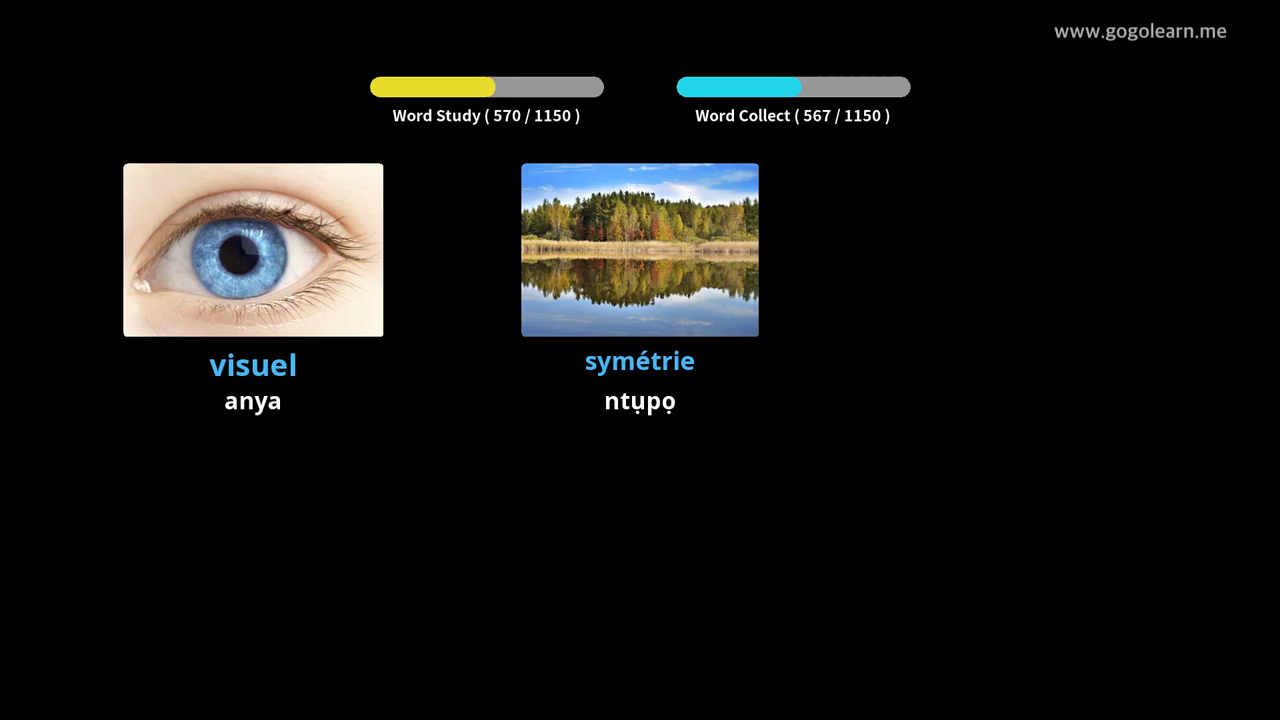 www.gogolearn.me
Word Study ( 570 / 1150 )
Word Collect ( 567 / 1150 )
visuel
anya
symétrie
ntụpọ